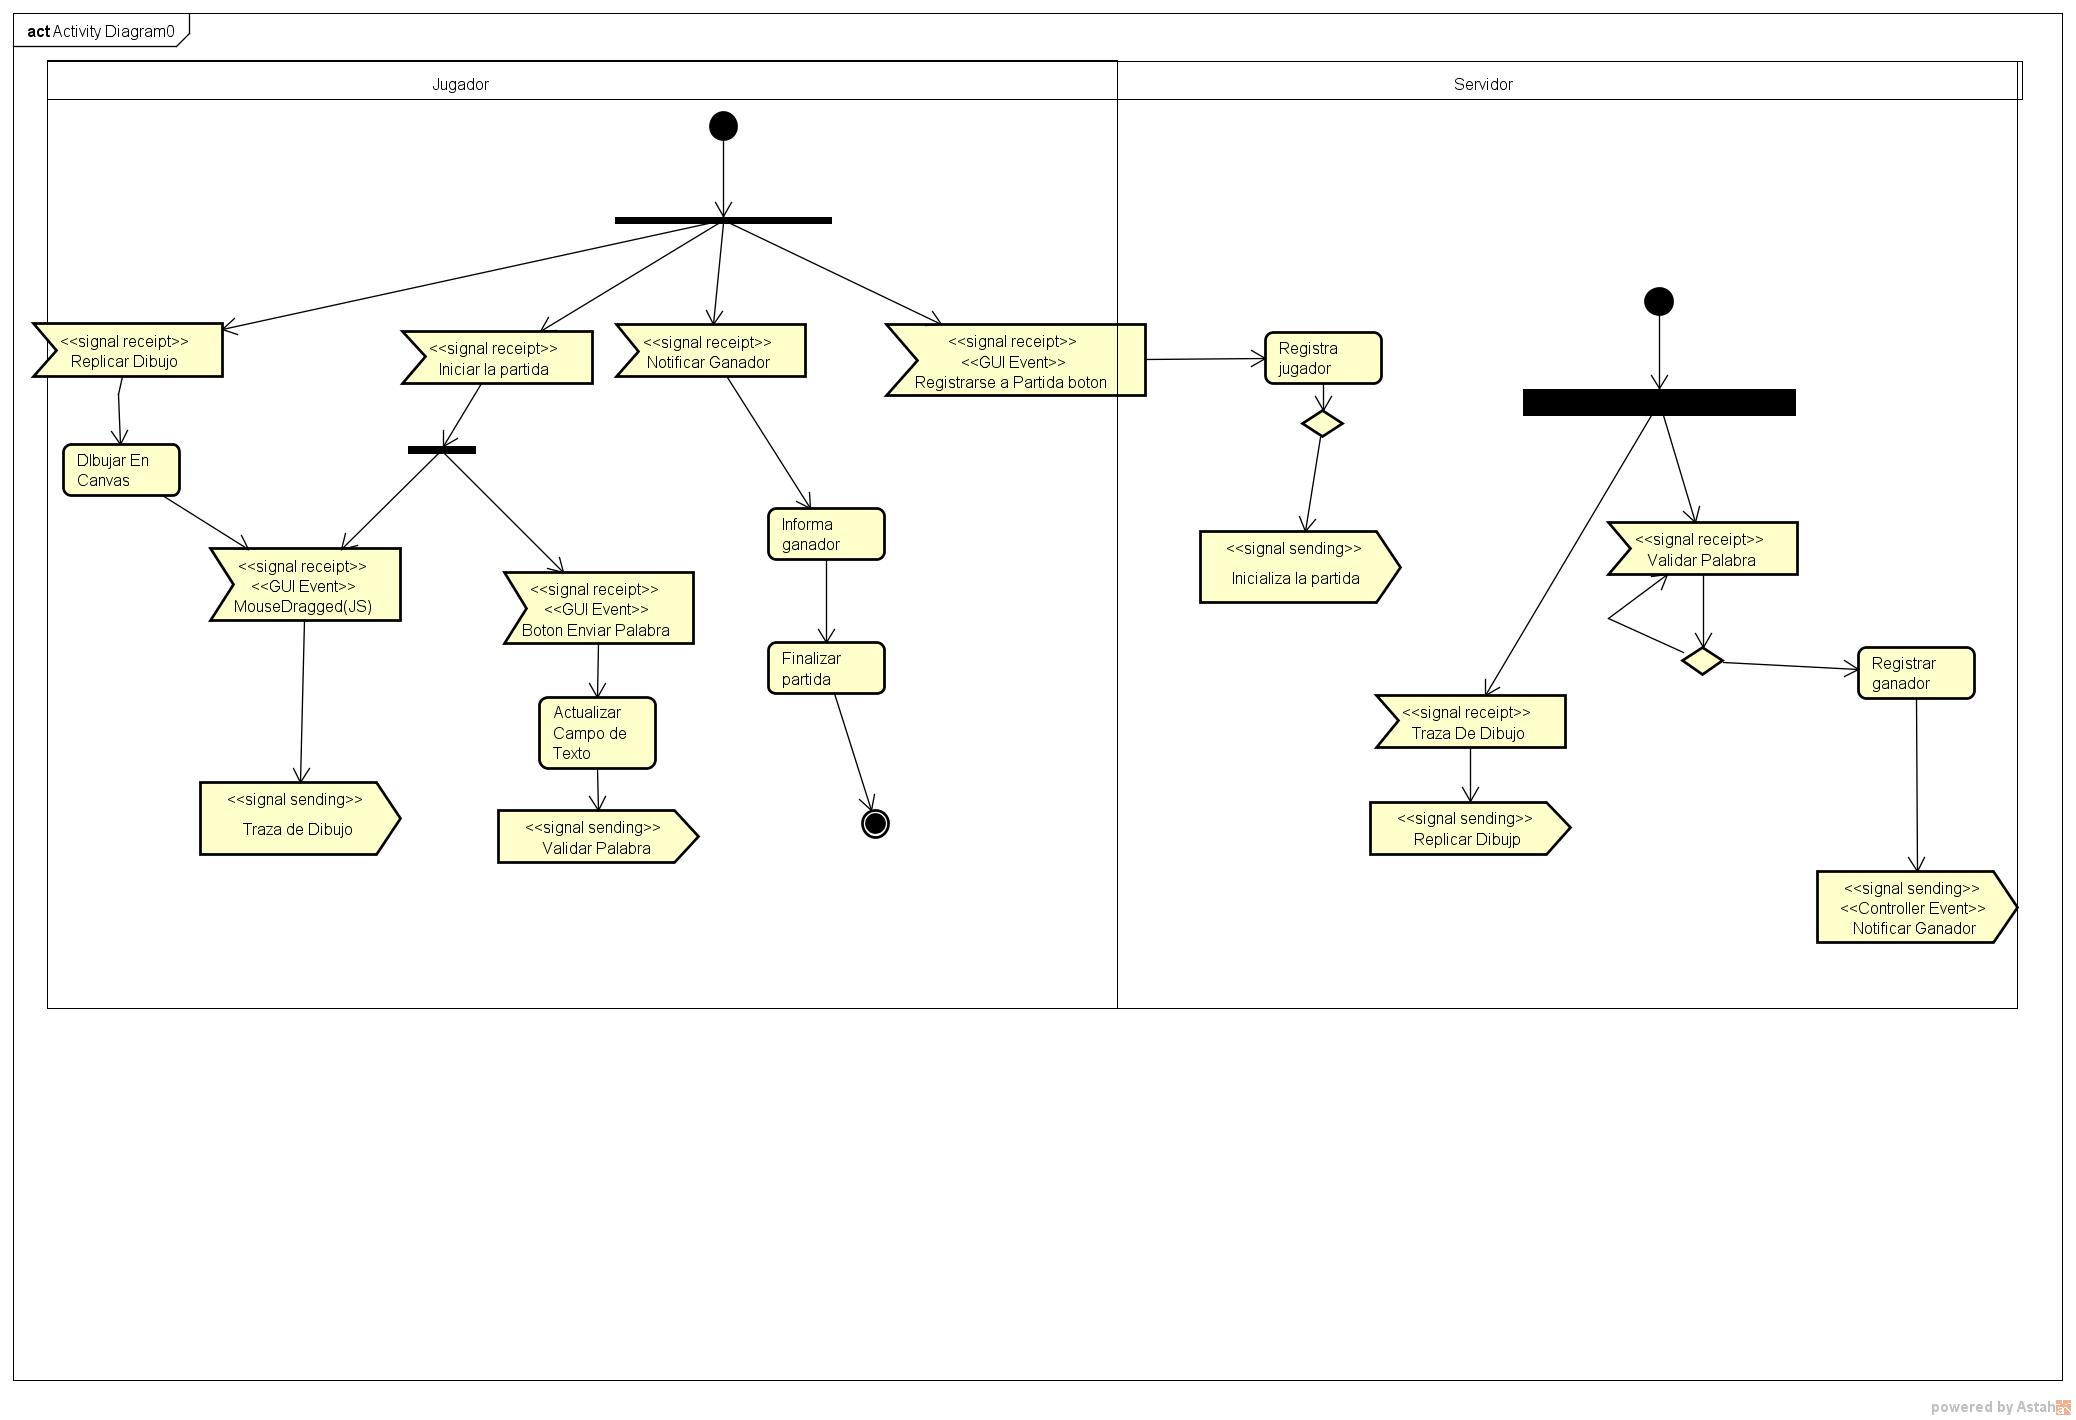 act Activity Diagram0
Jugador
Servidor
<<signal receipt>>
Replicar Dibujo
<<signal receipt>>
Iniciar la partida
<<signal receipt>>
Notificar Ganador
<<signal receipt>>
<<GUI Event>>
Registrarse a Partida boton
Registra
jugador
DIbujar En
Canvas
<<signal receipt>>
<<GUI Event>>
MouseDragged(JS)
<<signal receipt>>
<<GUI Event>>
Boton Enviar Palabra
Informa
ganador
<<signal sending>>
Inicializa la partida
<<signal receipt>>
Validar Palabra
Finalizar
partida
Registrar
ganador
Actualizar
Campo de
Texto
<<signal receipt>>
Traza De Dibujo
<<signal sending>>
Traza de Dibujo
<<signal sending>>
Validar Palabra
<<signal sending>>
Replicar Dibujp
<<signal sending>>
<<Controller Event>>
Notificar Ganador
powered by Astah